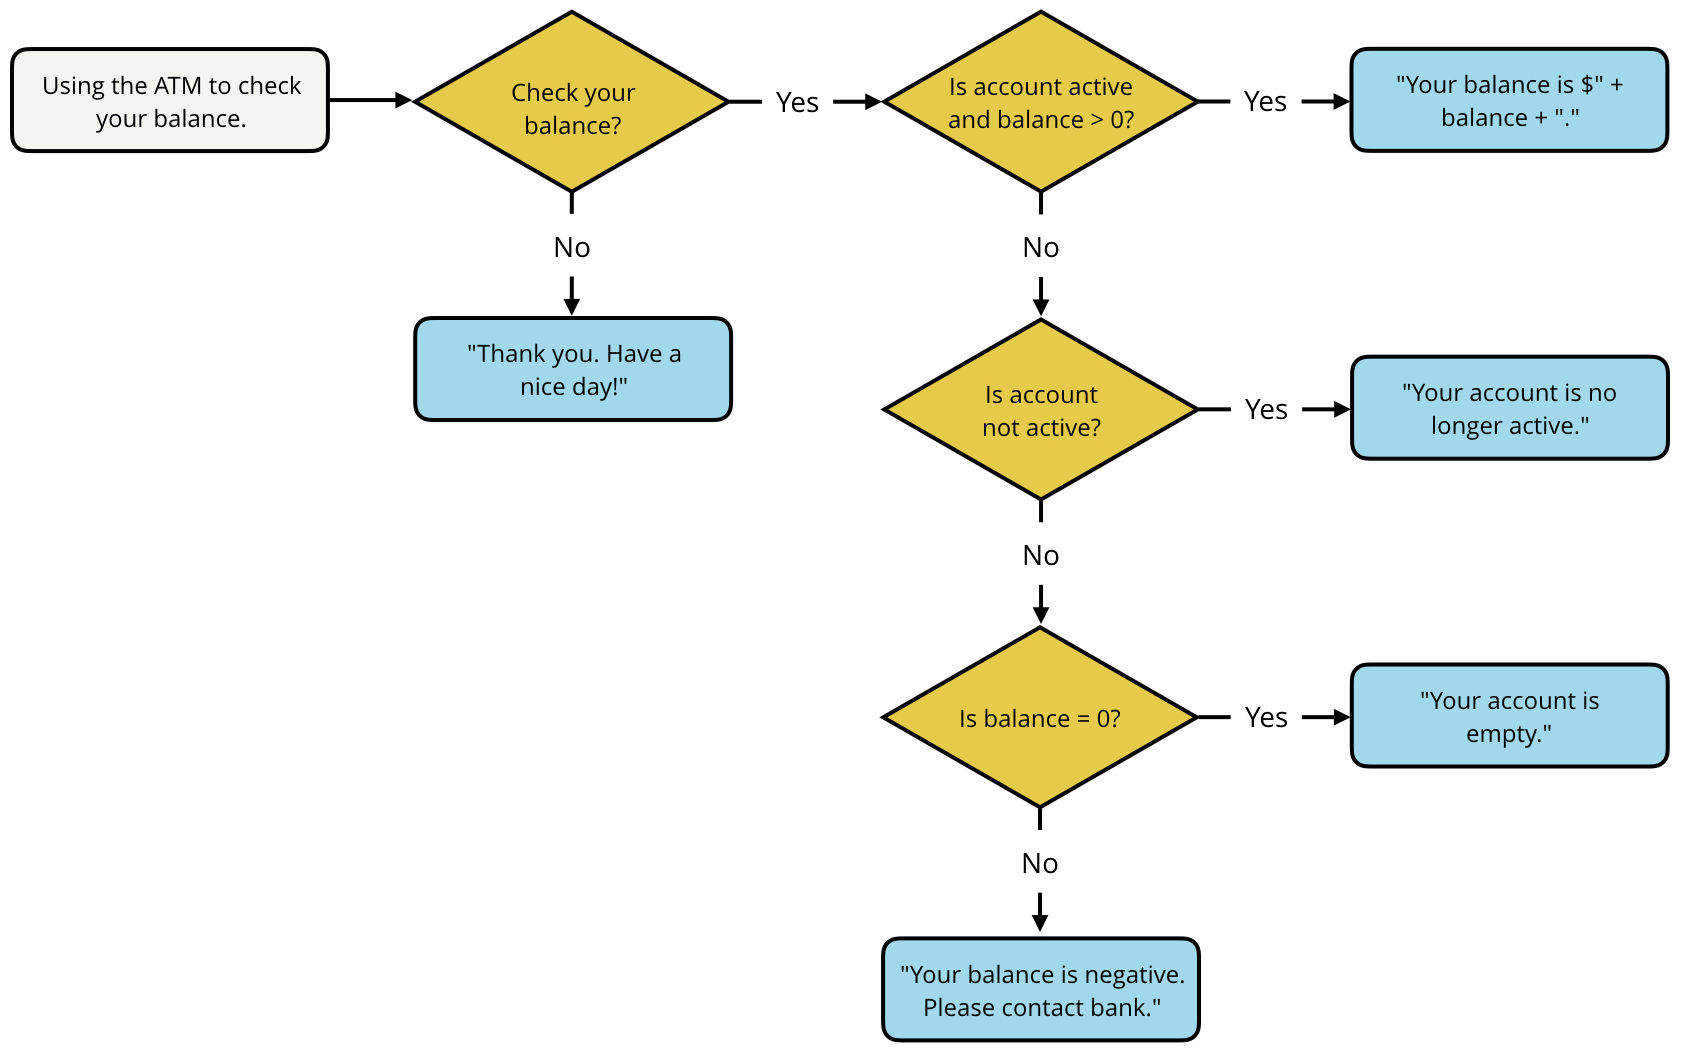 Using the ATM to check
your balance.
Check your
balance?
Yes
Is account active
and balance > 0?
Yes
"Your balance is $" +
balance + "."
No
"Thank you. Have a
nice day!"
No
Is account
not active?
Yes
"Your account is no
longer active."
No
Is balance = 0?
Yes
"Your account is
empty."
No
"Your balance is negative.
Please contact bank."